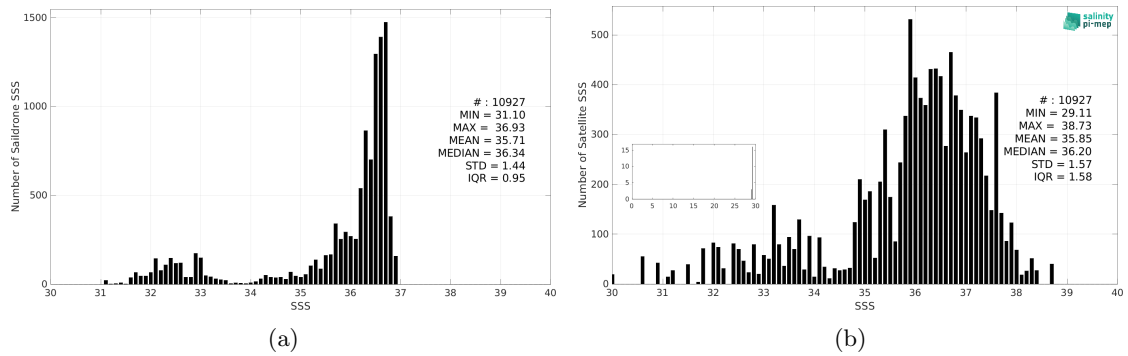 1500
1000
500
0
30
31
32
33
34
35
36
37
38
39
40
SSS
Number of Saildrone SSS
# : 10927
MIN = 31.10
MAX = 36.93
MEAN = 35.71
MEDIAN = 36.34
STD = 1.44
IQR = 0.95
(a)
500
400
300
200
100
0
30
31
32
33
34
35
36
37
38
39
40
SSS
Number of Satellite SSS
salinity
pi-mep
# : 10927
MIN = 29.11
MAX = 38.73
MEAN = 35.85
MEDIAN = 36.20
STD = 1.57
IQR = 1.58
15
10
5
0
0
5
10
15
20
25
30
(b)